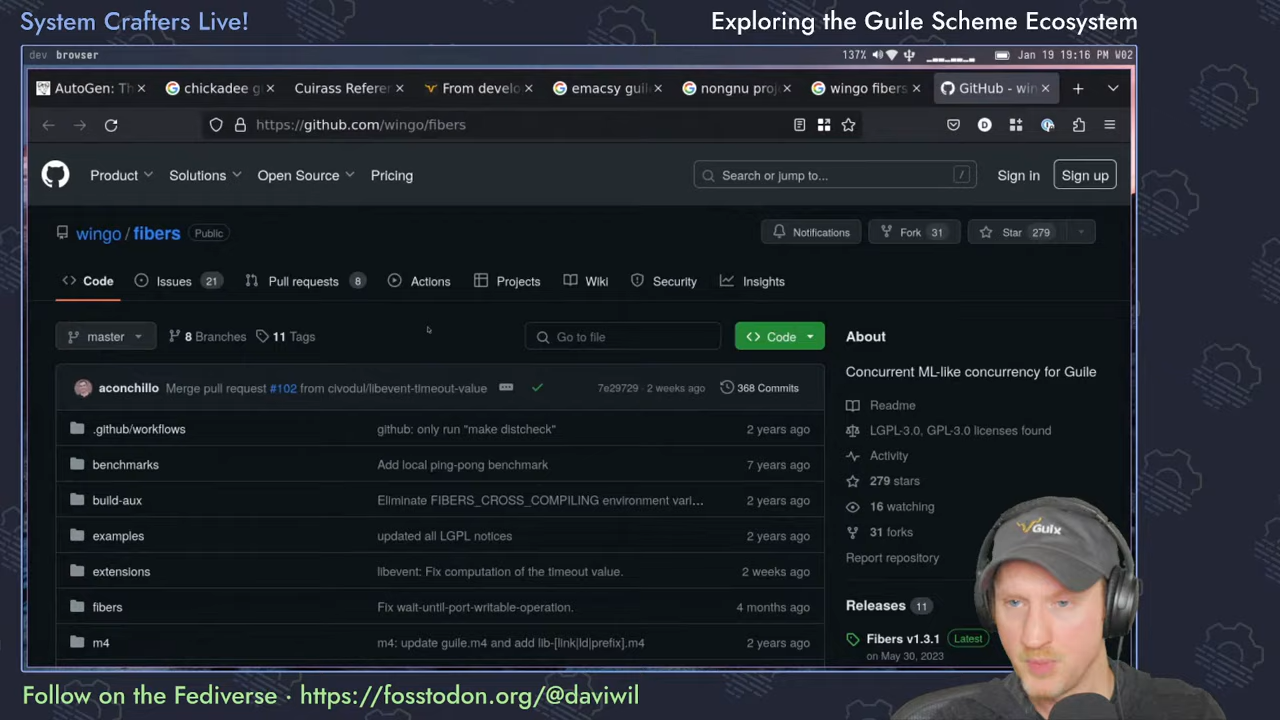 System Crafters Live!
Exploring the Guile Scheme Ecosystem
dev browser
137%
Jan 19 19:16 PM W02
AutoGen: Th
chickadee g
Cuirass Refere
From develo
emacsy guil
nongnu proj
wingo fibers
GitHub - win
https://github.com/wingo/fibers
D
Product
Solutions
Open Source
Pricing
Search or jump to...
/
Sign in
Sign up
wingo / fibers
Public
Notifications
Fork 31
Star 279
Code
Issues 21
Pull requests 8
Actions
Projects
Wiki
Security
Insights
master
8 Branches
11 Tags
Go to file
Code
About
Concurrent ML-like concurrency for Guile
aconchillo Merge pull request #102 from civodul/libevent-timeout-value
7e29729 · 2 weeks ago
368 Commits
.github/workflows github: only run "make distcheck" 2 years ago
benchmarks Add local ping-pong benchmark 7 years ago
build-aux Eliminate FIBERS_CROSS_COMPILING environment vari... 2 years ago
examples updated all LGPL notices 2 years ago
extensions libevent: Fix computation of the timeout value. 2 weeks ago
fibers Fix wait-until-port-writable-operation. 4 months ago
m4 m4: update guile.m4 and add lib-[link|ld|prefix].m4 2 years ago
Readme
LGPL-3.0, GPL-3.0 licenses found
Activity
279 stars
16 watching
31 forks
Report repository
Releases 11
Fibers v1.3.1 Latest
on May 30, 2023
Guix
Follow on the Fediverse · https://fosstodon.org/@daviwil